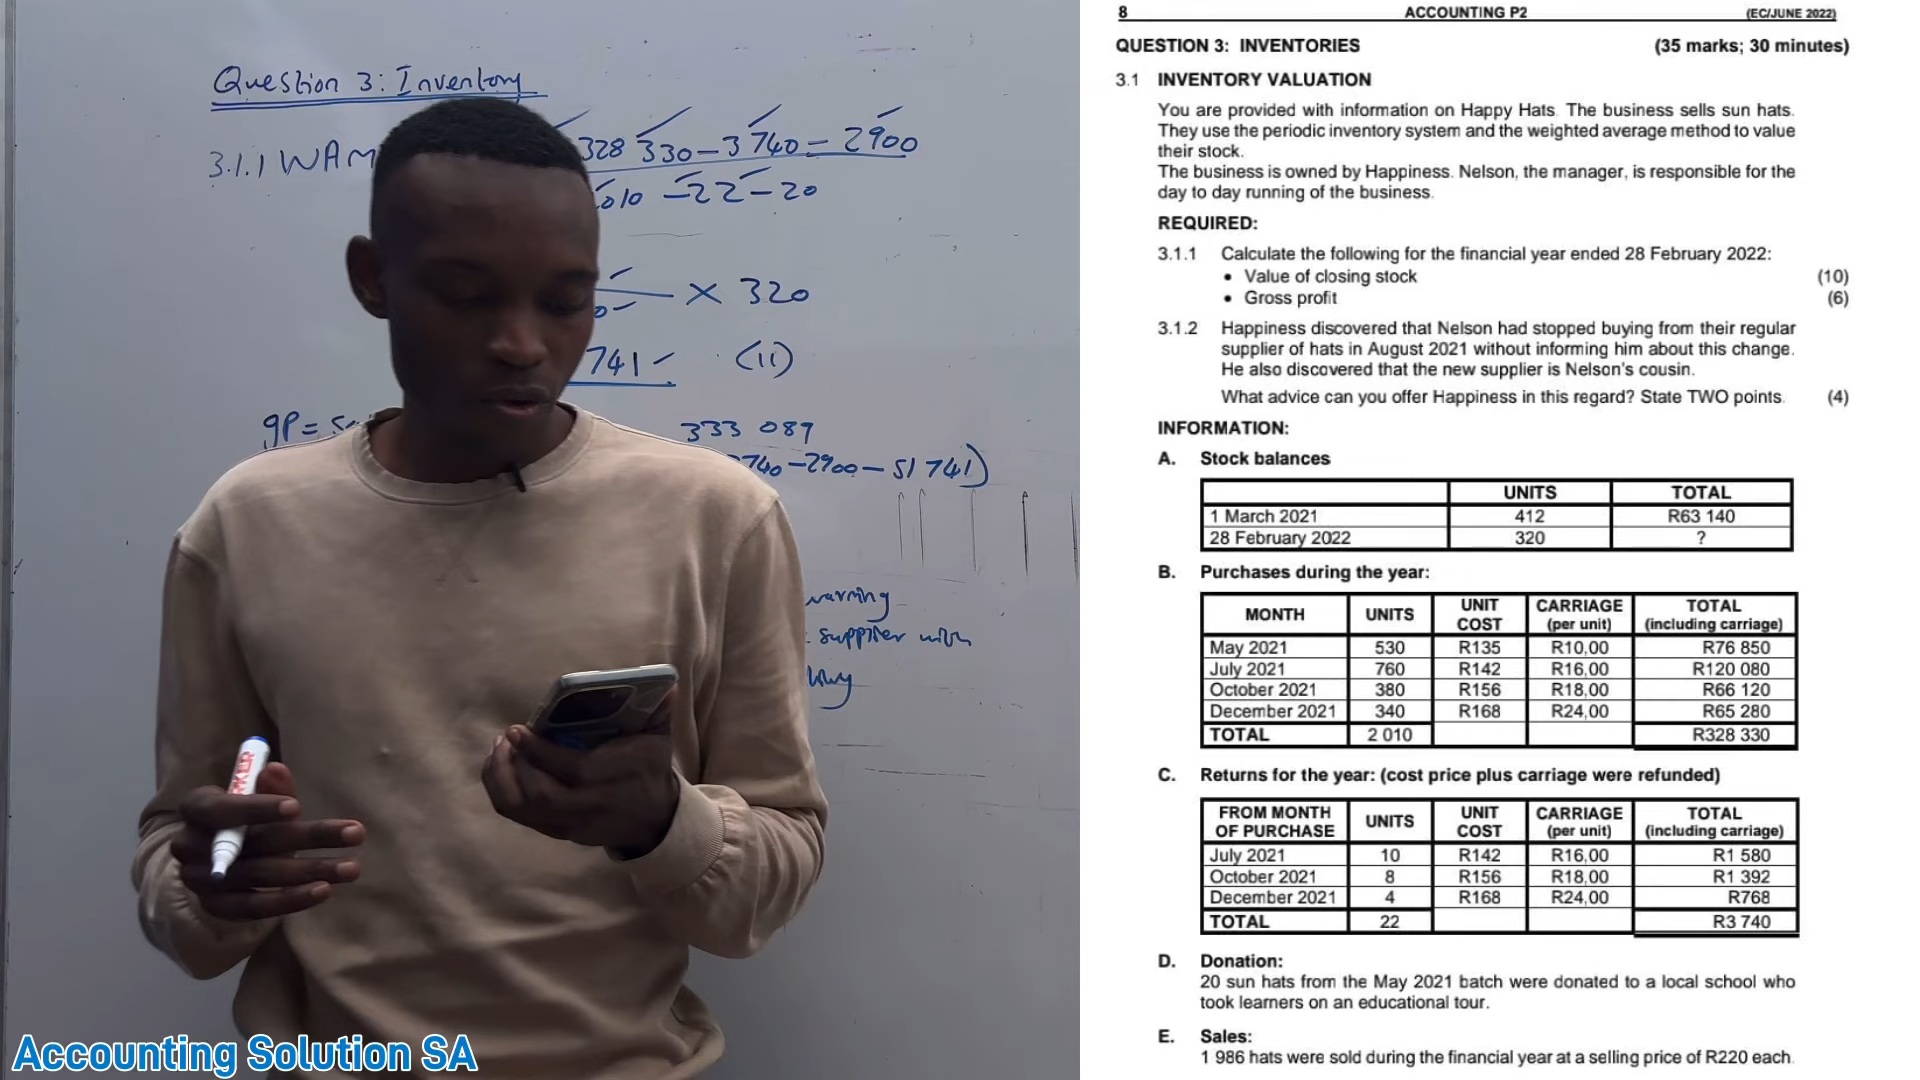 Question 3: Inventory
3.1.1 WAM
328 330 – 3 740 – 2900
010 – 22 – 20
× 320
741 (11)
gp =
333 089
740 – 2900 – 51 741)
warning
supplier with
MARKER
Accounting Solution SA
8 ACCOUNTING P2 (EC/JUNE 2022)
QUESTION 3: INVENTORIES (35 marks; 30 minutes)
3.1 INVENTORY VALUATION
You are provided with information on Happy Hats. The business sells sun hats.
They use the periodic inventory system and the weighted average method to value
their stock.
The business is owned by Happiness. Nelson, the manager, is responsible for the
day to day running of the business.
REQUIRED:
3.1.1 Calculate the following for the financial year ended 28 February 2022:
• Value of closing stock (10)
• Gross profit (6)
3.1.2 Happiness discovered that Nelson had stopped buying from their regular
supplier of hats in August 2021 without informing him about this change.
He also discovered that the new supplier is Nelson's cousin.
What advice can you offer Happiness in this regard? State TWO points. (4)
INFORMATION:
A. Stock balances
UNITS TOTAL
1 March 2021 412 R63 140
28 February 2022 320 ?
B. Purchases during the year:
MONTH UNITS UNIT COST CARRIAGE (per unit) TOTAL (including carriage)
May 2021 530 R135 R10,00 R76 850
July 2021 760 R142 R16,00 R120 080
October 2021 380 R156 R18,00 R66 120
December 2021 340 R168 R24,00 R65 280
TOTAL 2 010 R328 330
C. Returns for the year: (cost price plus carriage were refunded)
FROM MONTH OF PURCHASE UNITS UNIT COST CARRIAGE (per unit) TOTAL (including carriage)
July 2021 10 R142 R16,00 R1 580
October 2021 8 R156 R18,00 R1 392
December 2021 4 R168 R24,00 R768
TOTAL 22 R3 740
D. Donation:
20 sun hats from the May 2021 batch were donated to a local school who
took learners on an educational tour.
E. Sales:
1 986 hats were sold during the financial year at a selling price of R220 each.